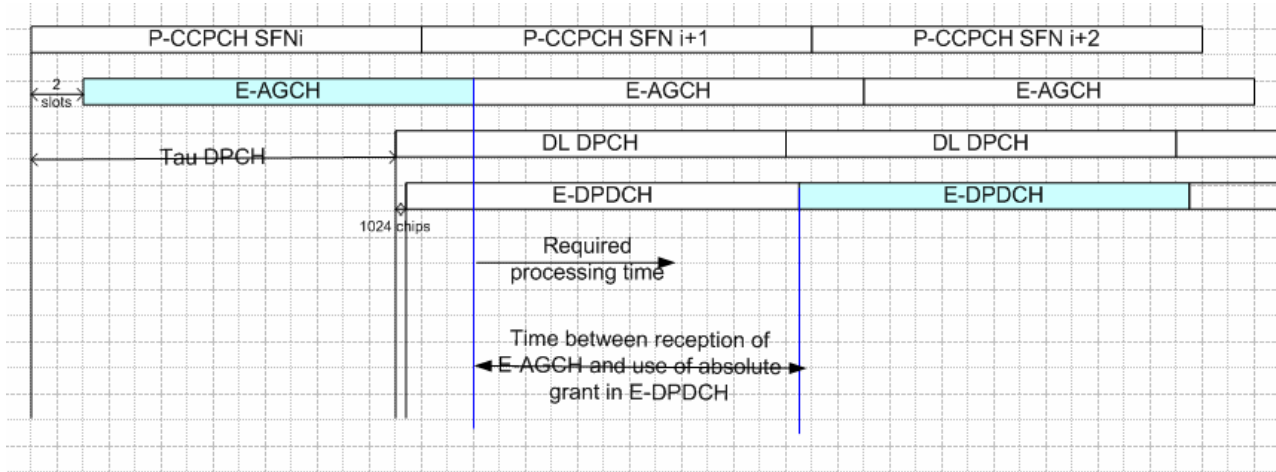 P-CCPCH SFNi
P-CCPCH SFN i+1
P-CCPCH SFN i+2
2
slots
E-AGCH
E-AGCH
E-AGCH
Tau DPCH
DL DPCH
DL DPCH
1024 chips
E-DPDCH
E-DPDCH
Required
processing time
Time between reception of
E-AGCH and use of absolute
grant in E-DPDCH